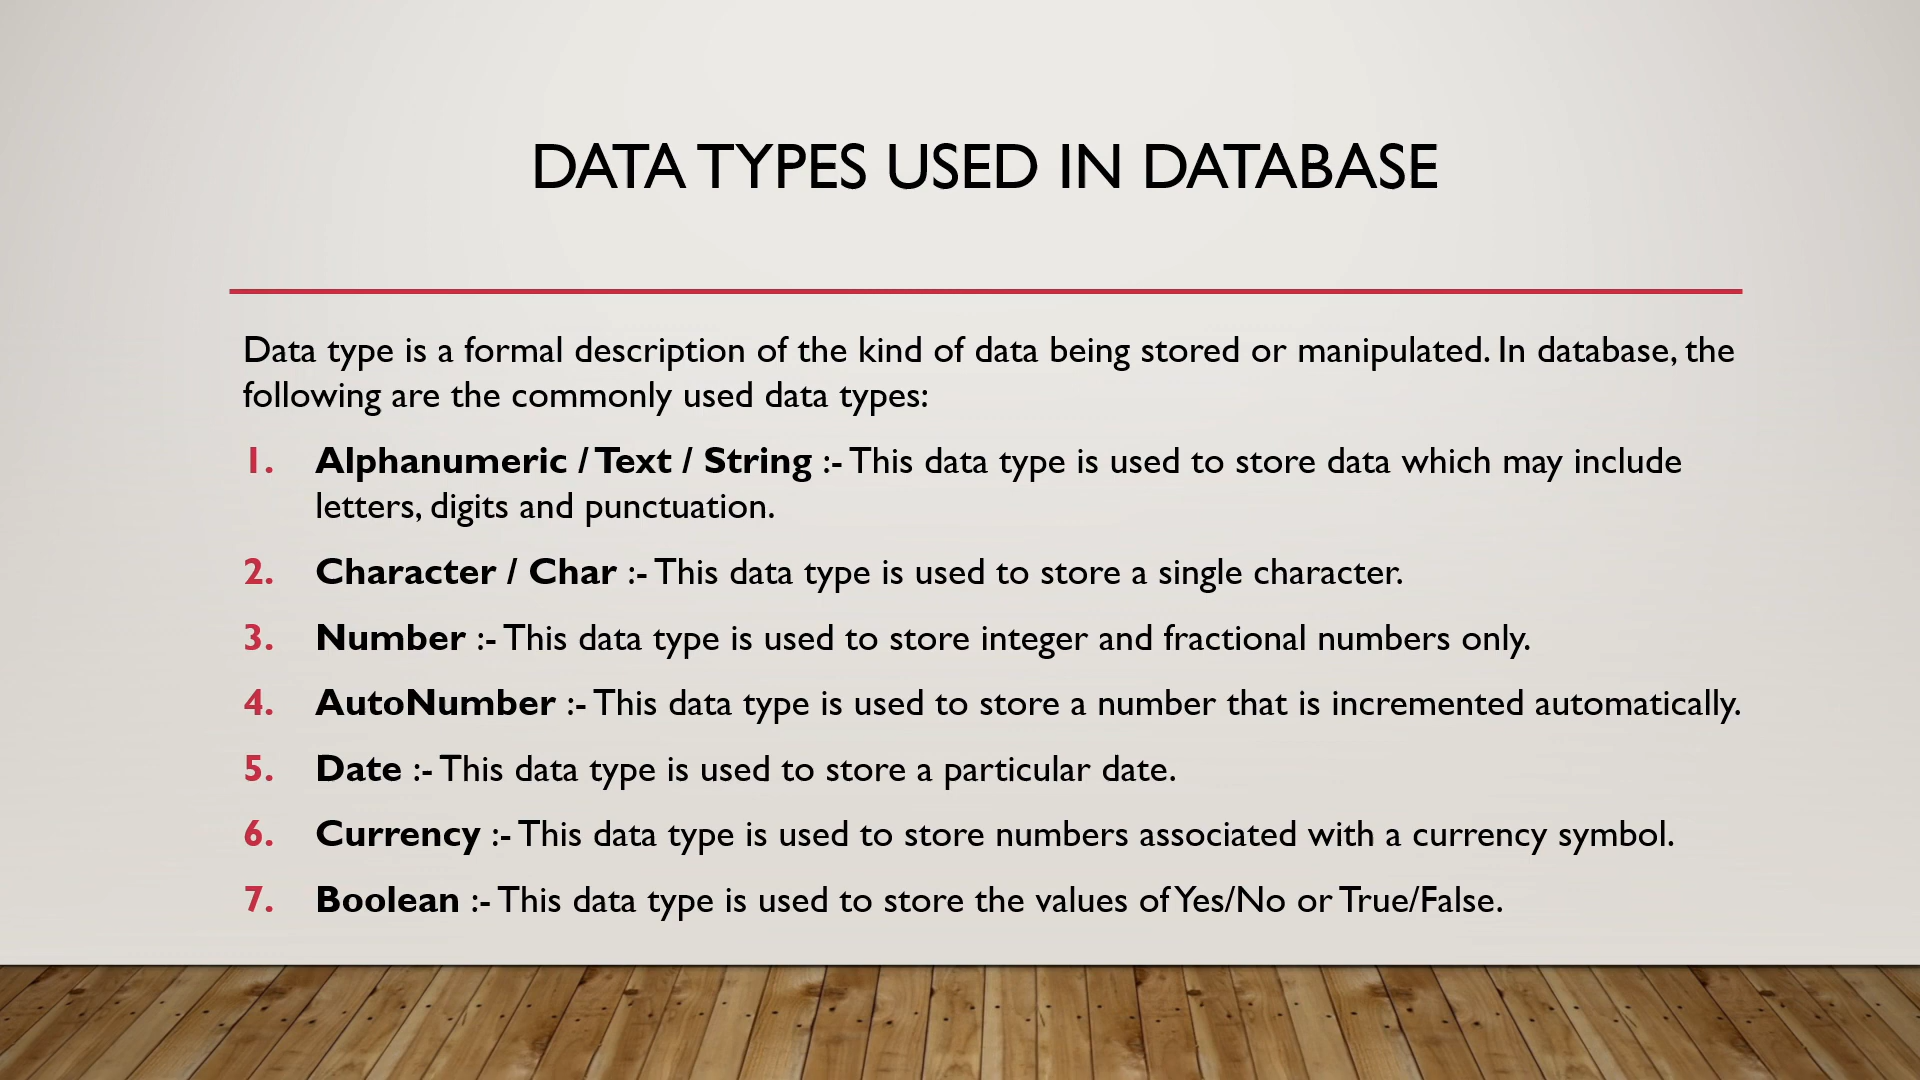 DATA TYPES USED IN DATABASE
Data type is a formal description of the kind of data being stored or manipulated. In database, the
following are the commonly used data types:
1. Alphanumeric / Text / String :- This data type is used to store data which may include
letters, digits and punctuation.
2. Character / Char :- This data type is used to store a single character.
3. Number :- This data type is used to store integer and fractional numbers only.
4. AutoNumber :- This data type is used to store a number that is incremented automatically.
5. Date :- This data type is used to store a particular date.
6. Currency :- This data type is used to store numbers associated with a currency symbol.
7. Boolean :- This data type is used to store the values of Yes/No or True/False.